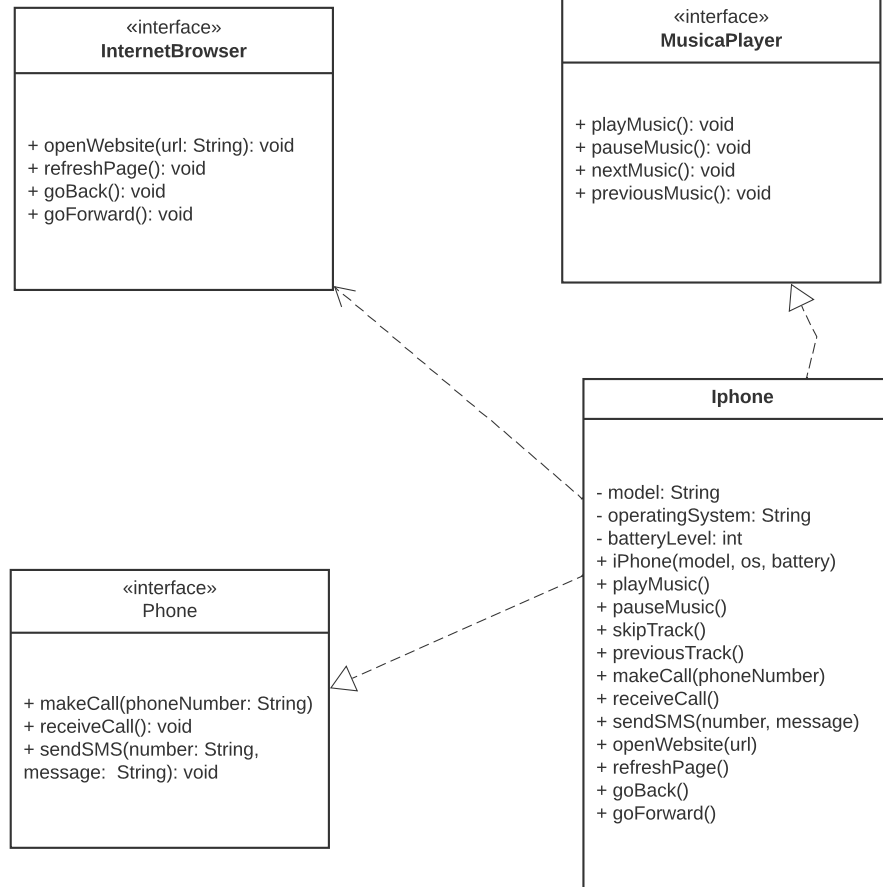 «interface»
InternetBrowser
+ openWebsite(url: String): void
+ refreshPage(): void
+ goBack(): void
+ goForward(): void
«interface»
MusicaPlayer
+ playMusic(): void
+ pauseMusic(): void
+ nextMusic(): void
+ previousMusic(): void
Iphone
- model: String
- operatingSystem: String
- batteryLevel: int
+ iPhone(model, os, battery)
+ playMusic()
+ pauseMusic()
+ skipTrack()
+ previousTrack()
+ makeCall(phoneNumber)
+ receiveCall()
+ sendSMS(number, message)
+ openWebsite(url)
+ refreshPage()
+ goBack()
+ goForward()
«interface»
Phone
+ makeCall(phoneNumber: String)
+ receiveCall(): void
+ sendSMS(number: String,
message:  String): void